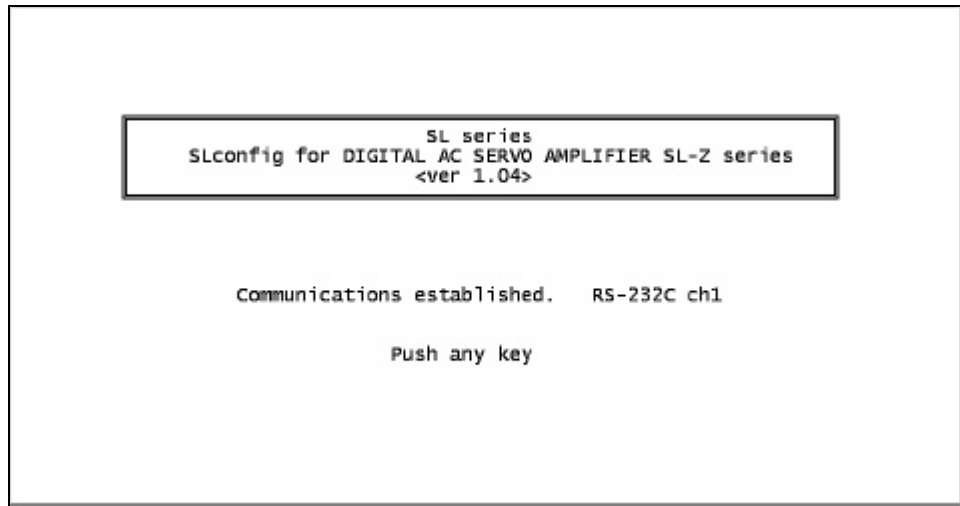 SL series
SLconfig for DIGITAL AC SERVO AMPLIFIER SL-Z series
<ver 1.04>
Communications established. RS-232C ch1
Push any key